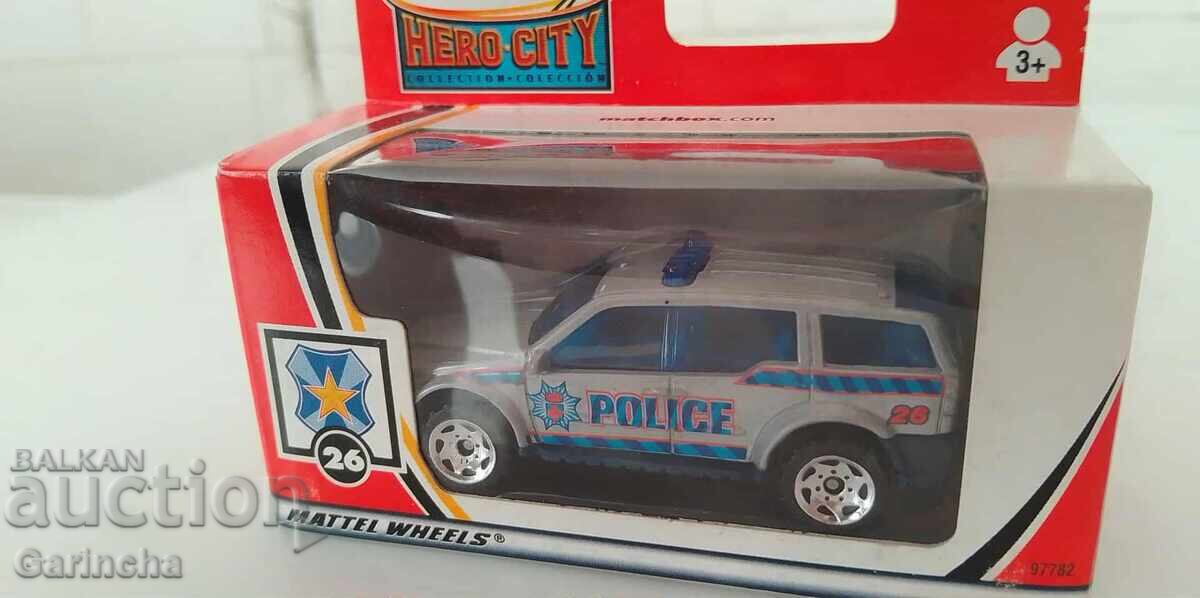 HERO·CITY
COLLECTION·COLECCIÓN
3+
matchbox.com
POLICE
26
26
MATTEL WHEELS®
97782
BALKAN
auction
Garincha